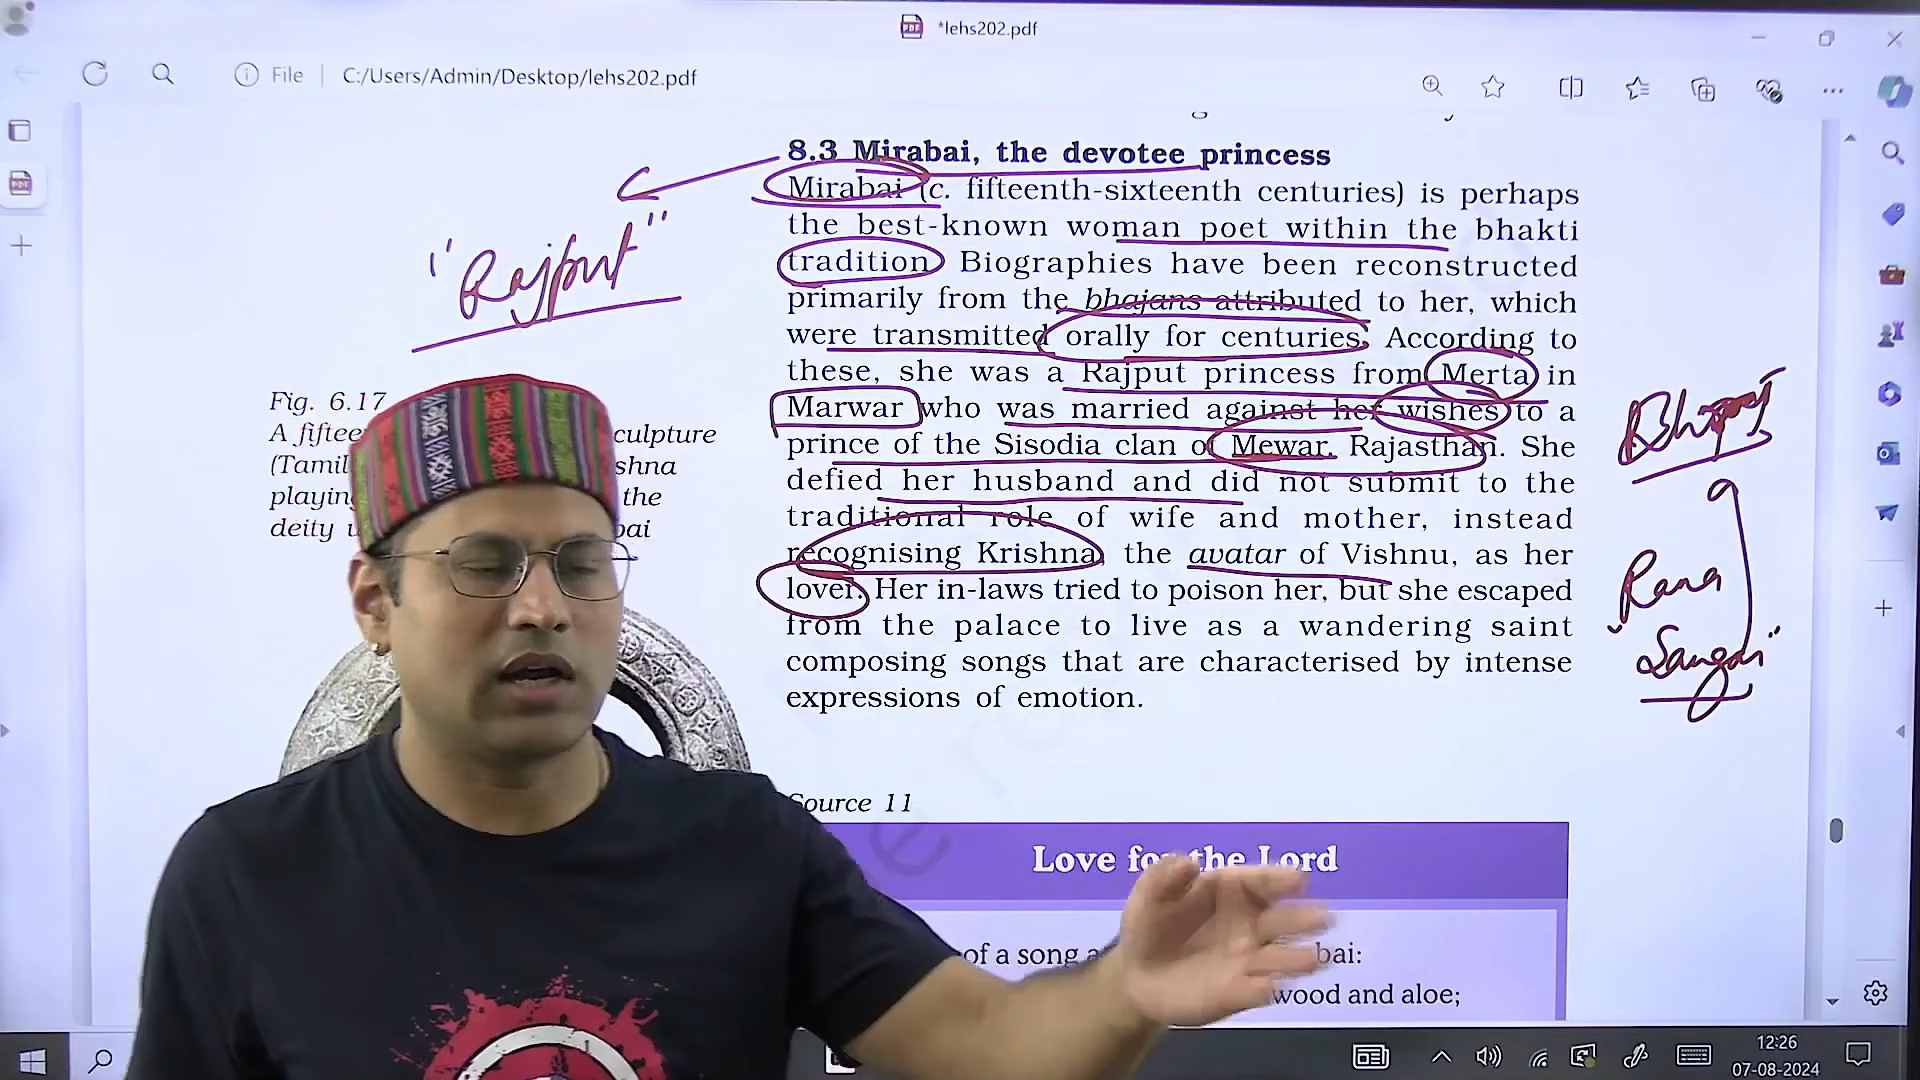 *lehs202.pdf
File
C:/Users/Admin/Desktop/lehs202.pdf
8.3 Mirabai, the devotee princess
Mirabai (c. fifteenth-sixteenth centuries) is perhaps
the best-known woman poet within the bhakti
tradition. Biographies have been reconstructed
primarily from the bhajans attributed to her, which
were transmitted orally for centuries. According to
these, she was a Rajput princess from Merta in
Marwar who was married against her wishes to a
prince of the Sisodia clan of Mewar, Rajasthan. She
defied her husband and did not submit to the
traditional role of wife and mother, instead
recognising Krishna, the avatar of Vishnu, as her
lover. Her in-laws tried to poison her, but she escaped
from the palace to live as a wandering saint
composing songs that are characterised by intense
expressions of emotion.
"Rajput"
Fig. 6.17
A fiftee culpture
(Tamil shna
playing the
deity bai
Rana
Sanga"
Source 11
Love for the Lord
of a song a bai:
wood and aloe;
12:26
07-08-2024